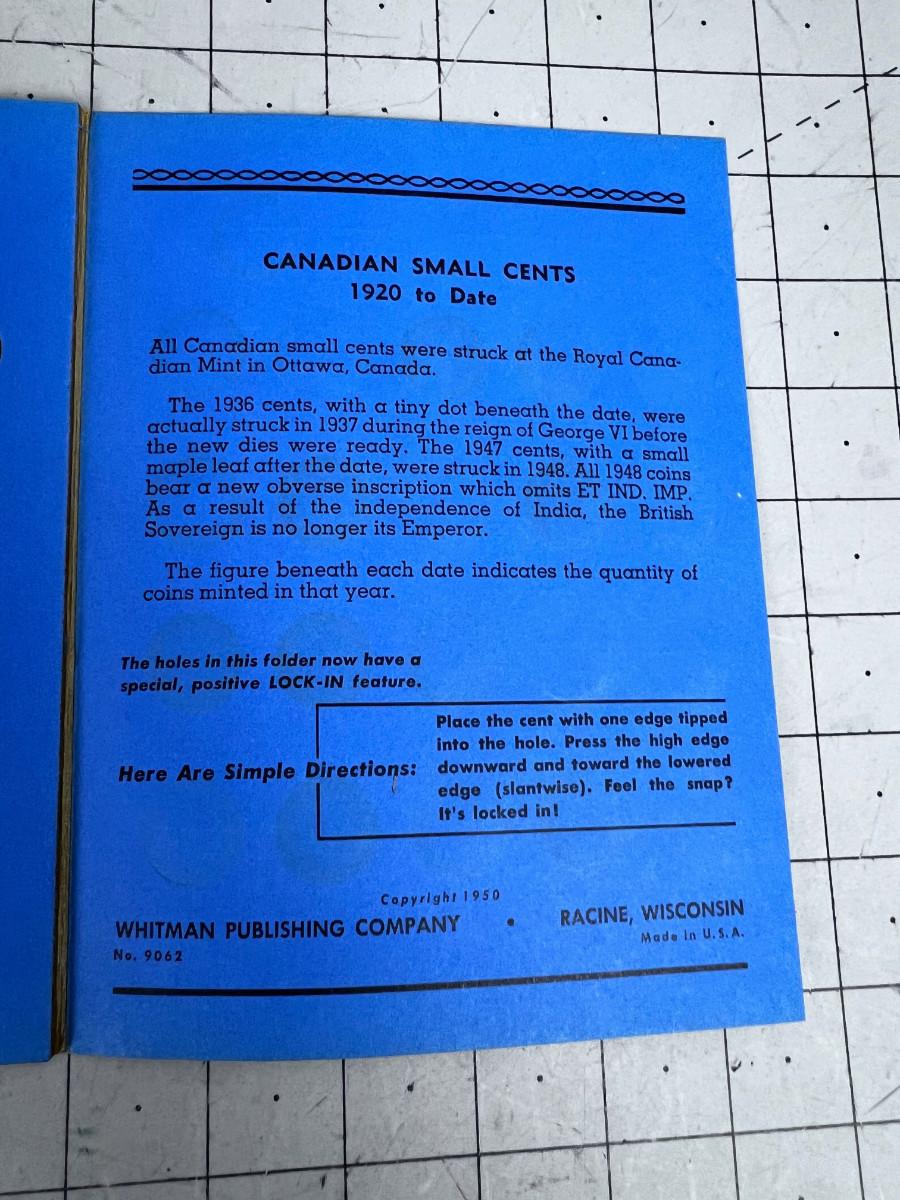 CANADIAN SMALL CENTS
1920 to Date
All Canadian small cents were struck at the Royal Cana-
dian Mint in Ottawa, Canada.
The 1936 cents, with a tiny dot beneath the date, were
actually struck in 1937 during the reign of George VI before
the new dies were ready. The 1947 cents, with a small
maple leaf after the date, were struck in 1948. All 1948 coins
bear a new obverse inscription which omits ET IND. IMP.
As a result of the independence of India, the British
Sovereign is no longer its Emperor.
The figure beneath each date indicates the quantity of
coins minted in that year.
The holes in this folder now have a
special, positive LOCK-IN feature.
Here Are Simple Directions:
Place the cent with one edge tipped
into the hole. Press the high edge
downward and toward the lowered
edge (slantwise). Feel the snap?
It's locked in!
Copyright 1950
WHITMAN PUBLISHING COMPANY • RACINE, WISCONSIN
No. 9062
Made in U.S.A.